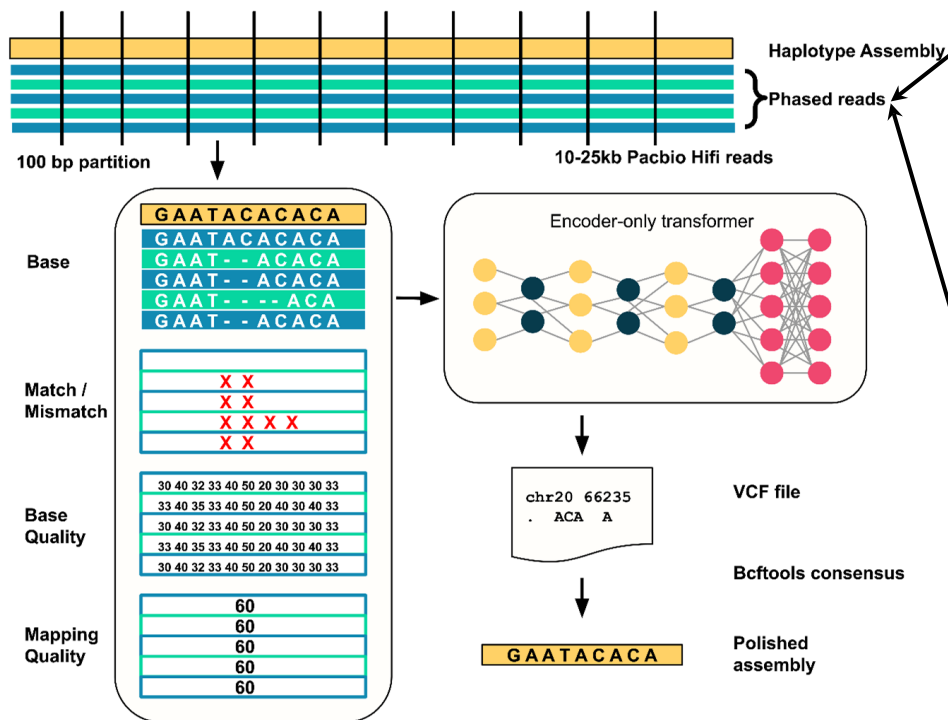 Haplotype Assembly
Phased reads
100 bp partition
10-25kb Pacbio Hifi reads
GAATACACACA
Base
GAATACACACA
GAAT--ACACA
GAAT--ACACA
GAAT----ACA
GAAT--ACACA
Match /
Mismatch
X X
X X
X X X X
X X
Base
Quality
30 40 32 33 40 50 20 30 30 30 33
33 40 35 33 40 50 20 40 30 40 33
30 40 32 33 40 50 20 30 30 30 33
33 40 35 33 40 50 20 40 30 40 33
30 40 32 33 40 50 20 30 30 30 33
Mapping
Quality
60
60
60
60
60
Encoder-only transformer
chr20 66235
. ACA A
VCF file
Bcftools consensus
GAATACACA
Polished
assembly